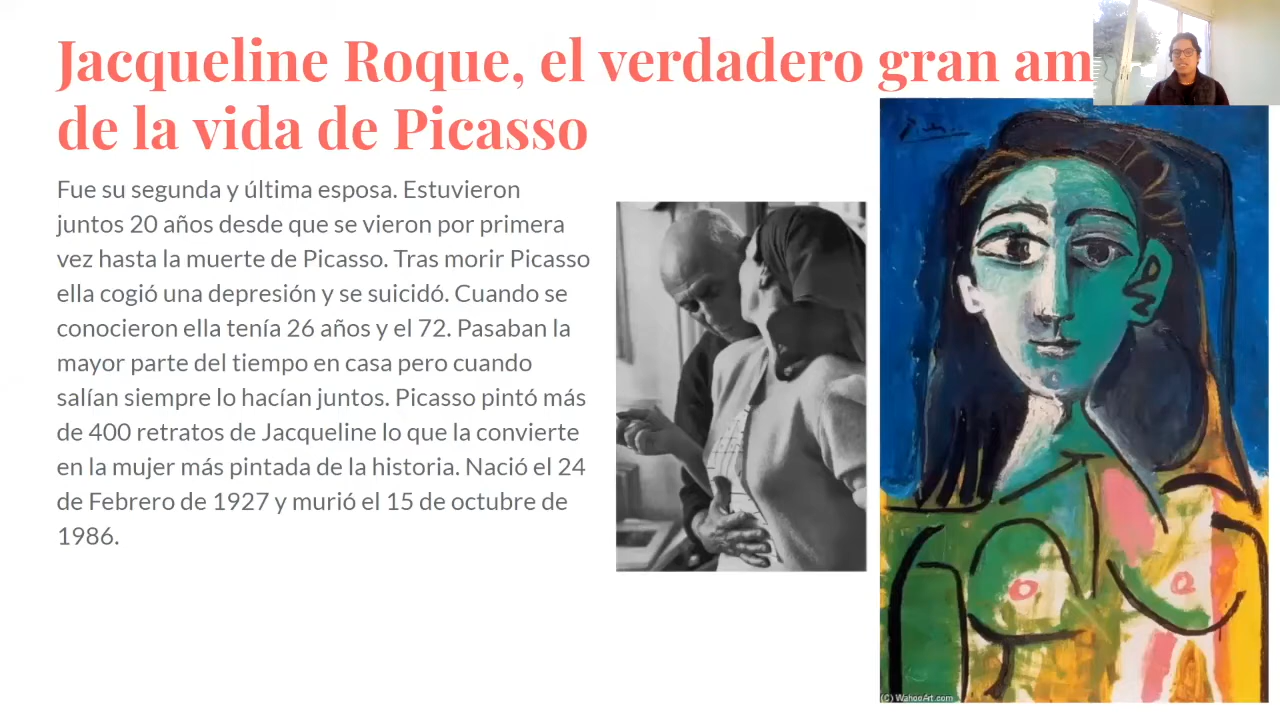 Jacqueline Roque, el verdadero gran am
de la vida de Picasso
Fue su segunda y última esposa. Estuvieron
juntos 20 años desde que se vieron por primera
vez hasta la muerte de Picasso. Tras morir Picasso
ella cogió una depresión y se suicidó. Cuando se
conocieron ella tenía 26 años y el 72. Pasaban la
mayor parte del tiempo en casa pero cuando
salían siempre lo hacían juntos. Picasso pintó más
de 400 retratos de Jacqueline lo que la convierte
en la mujer más pintada de la historia. Nació el 24
de Febrero de 1927 y murió el 15 de octubre de
1986.
(C) WahooArt.com